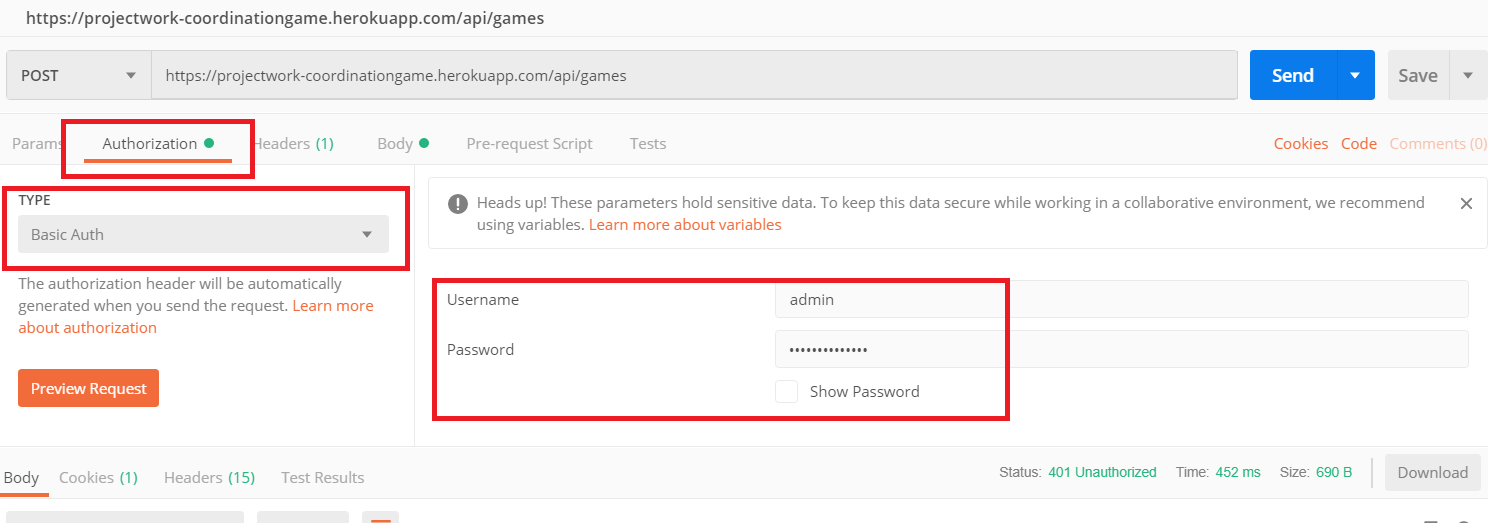 https://projectwork-coordinationgame.herokuapp.com/api/games
POST https://projectwork-coordinationgame.herokuapp.com/api/games Send Save
Params Authorization Headers (1) Body Pre-request Script Tests Cookies Code Comments (0)
TYPE
Basic Auth
The authorization header will be automatically
generated when you send the request. Learn more
about authorization
Preview Request
Heads up! These parameters hold sensitive data. To keep this data secure while working in a collaborative environment, we recommend
using variables. Learn more about variables
Username admin
Password ••••••••••••••
Show Password
Body Cookies (1) Headers (15) Test Results Status: 401 Unauthorized Time: 452 ms Size: 690 B Download